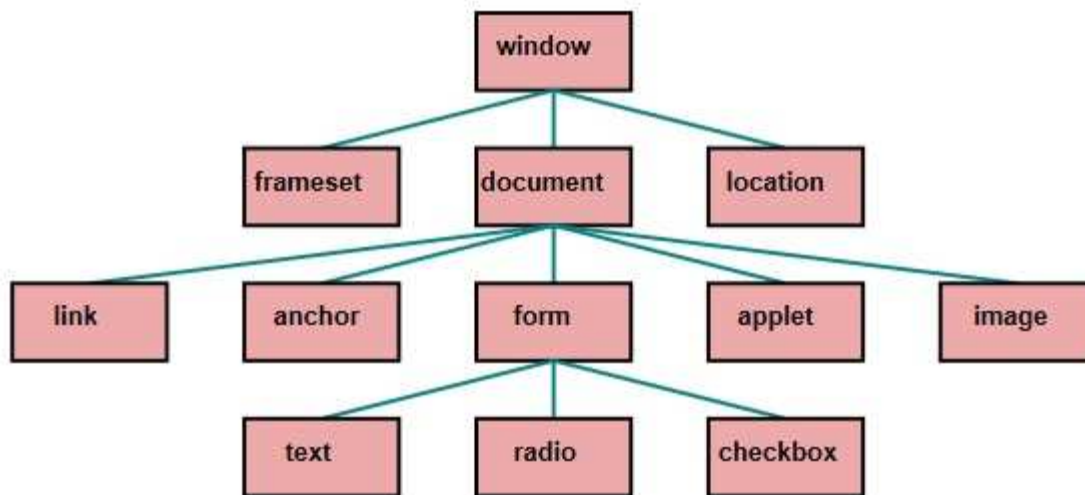 window
frameset document location
link anchor form applet image
text radio checkbox